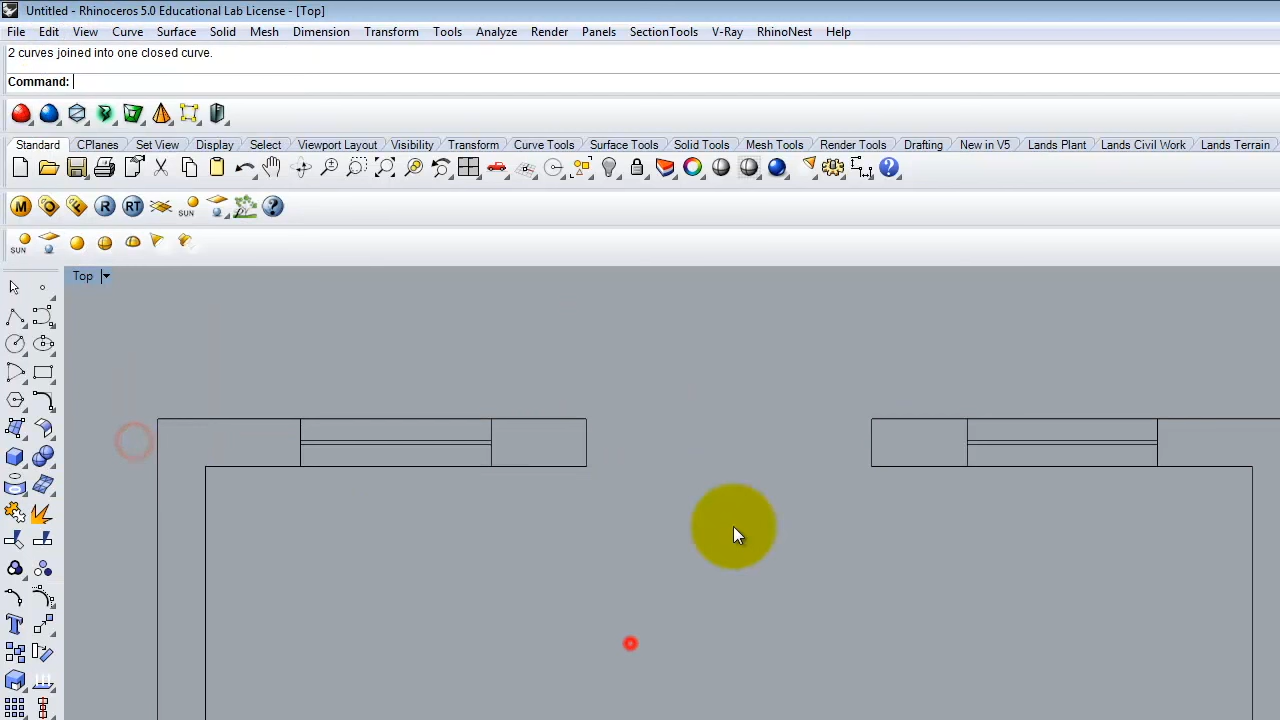 Untitled - Rhinoceros 5.0 Educational Lab License - [Top]
File Edit View Curve Surface Solid Mesh Dimension Transform Tools Analyze Render Panels SectionTools V-Ray RhinoNest Help
2 curves joined into one closed curve.
Command:
Standard CPlanes Set View Display Select Viewport Layout Visibility Transform Curve Tools Surface Tools Solid Tools Mesh Tools Render Tools Drafting New in V5 Lands Plant Lands Civil Work Lands Terrain
M O F R RT SUN
SUN
Top